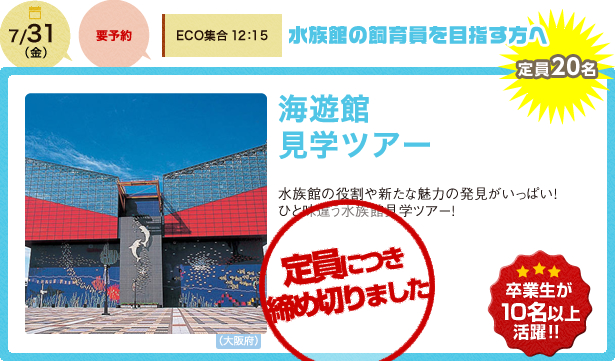 7/31
(金)
要予約
ECO集合 12:15
水族館の飼育員を目指す方へ
定員20名
海遊館
見学ツアー
水族館の役割や新たな魅力の発見がいっぱい!
ひと味違う水族館見学ツアー!
定員につき
締め切りました
卒業生が
10名以上
活躍!!
(大阪府)